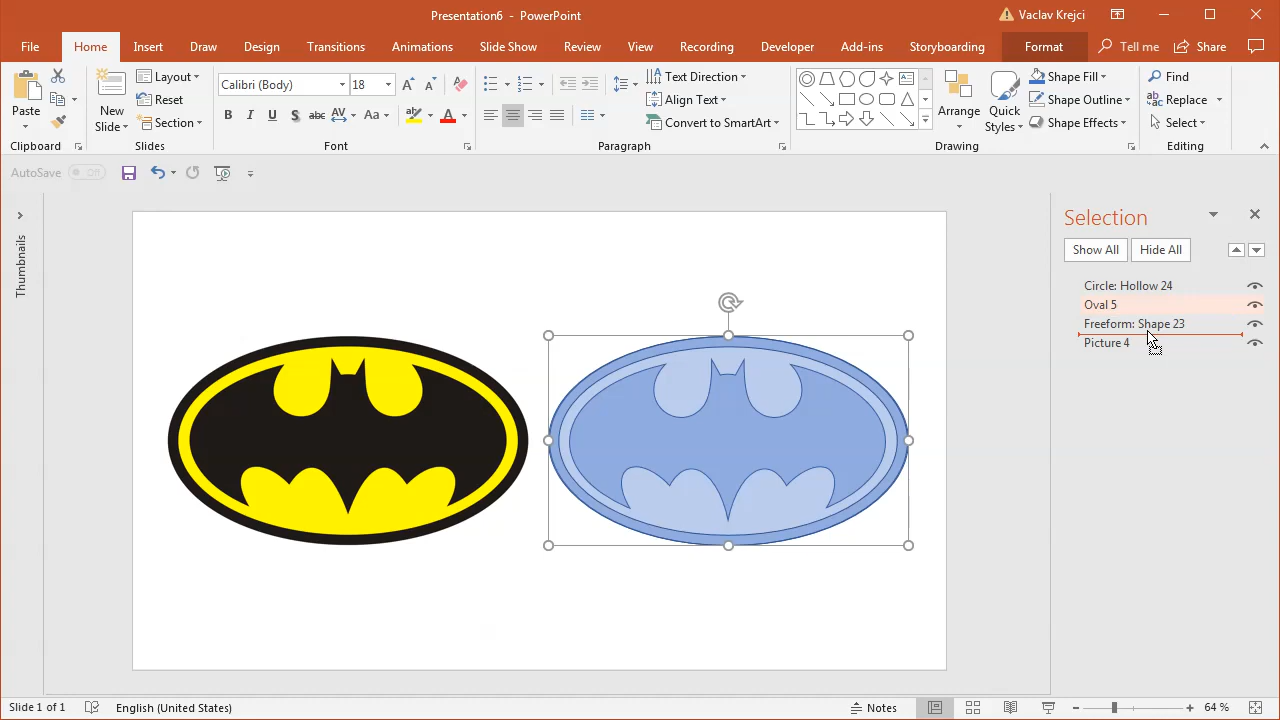 Presentation6 - PowerPoint
Vaclav Krejci
File Home Insert Draw Design Transitions Animations Slide Show Review View Recording Developer Add-ins Storyboarding Format Tell me Share
Paste
New
Slide
Layout
Reset
Section
Calibri (Body) 18
B I U S abc AV Aa A
Text Direction
Align Text
Convert to SmartArt
Arrange
Quick
Styles
Shape Fill
Shape Outline
Shape Effects
Find
Replace
Select
Clipboard Slides Font Paragraph Drawing Editing
AutoSave Off
Thumbnails
Selection
Show All Hide All
Circle: Hollow 24
Oval 5
Freeform: Shape 23
Picture 4
Slide 1 of 1 English (United States) Notes 64 %